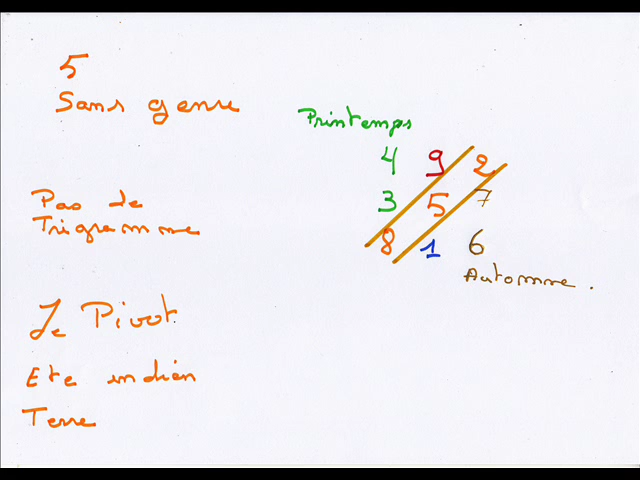 5
Sans genre
Pas de
Trigramme
Le Pivot
Ete indien
Terre
Printemps
4 9 2
3 5 7
8 1 6
Automne.